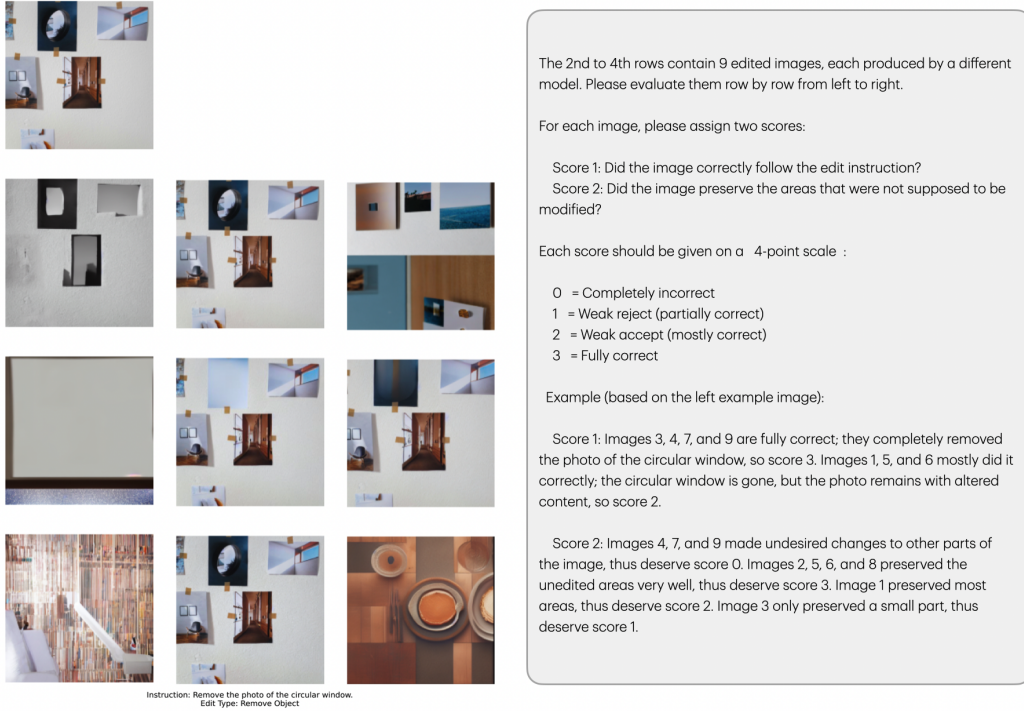 The 2nd to 4th rows contain 9 edited images, each produced by a different
model. Please evaluate them row by row from left to right.
For each image, please assign two scores:
Score 1: Did the image correctly follow the edit instruction?
Score 2: Did the image preserve the areas that were not supposed to be
modified?
Each score should be given on a 4-point scale :
0 = Completely incorrect
1 = Weak reject (partially correct)
2 = Weak accept (mostly correct)
3 = Fully correct
Example (based on the left example image):
Score 1: Images 3, 4, 7, and 9 are fully correct; they completely removed
the photo of the circular window, so score 3. Images 1, 5, and 6 mostly did it
correctly; the circular window is gone, but the photo remains with altered
content, so score 2.
Score 2: Images 4, 7, and 9 made undesired changes to other parts of
the image, thus deserve score 0. Images 2, 5, 6, and 8 preserved the
unedited areas very well, thus deserve score 3. Image 1 preserved most
areas, thus deserve score 2. Image 3 only preserved a small part, thus
deserve score 1.
Instruction: Remove the photo of the circular window.
Edit Type: Remove Object